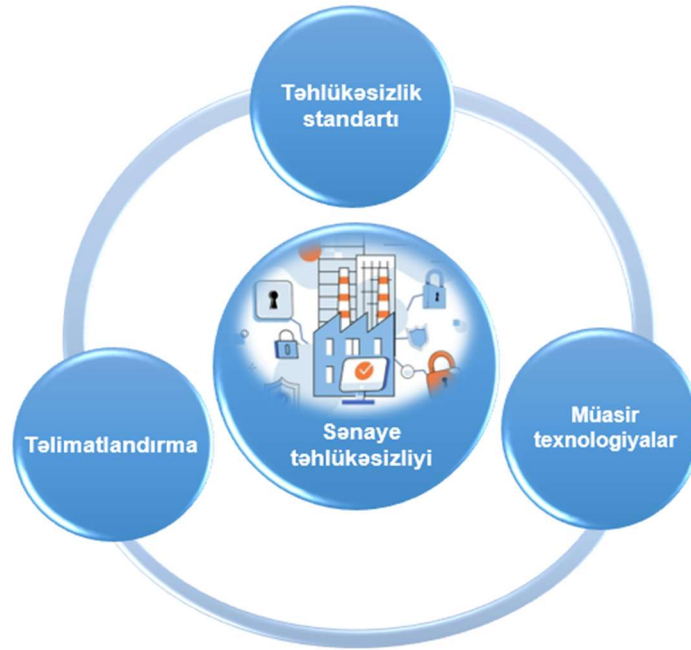 Təhlükəsizlik
standartı
Sənaye
təhlükəsizliyi
Təlimatlandırma
Müasir
texnologiyalar